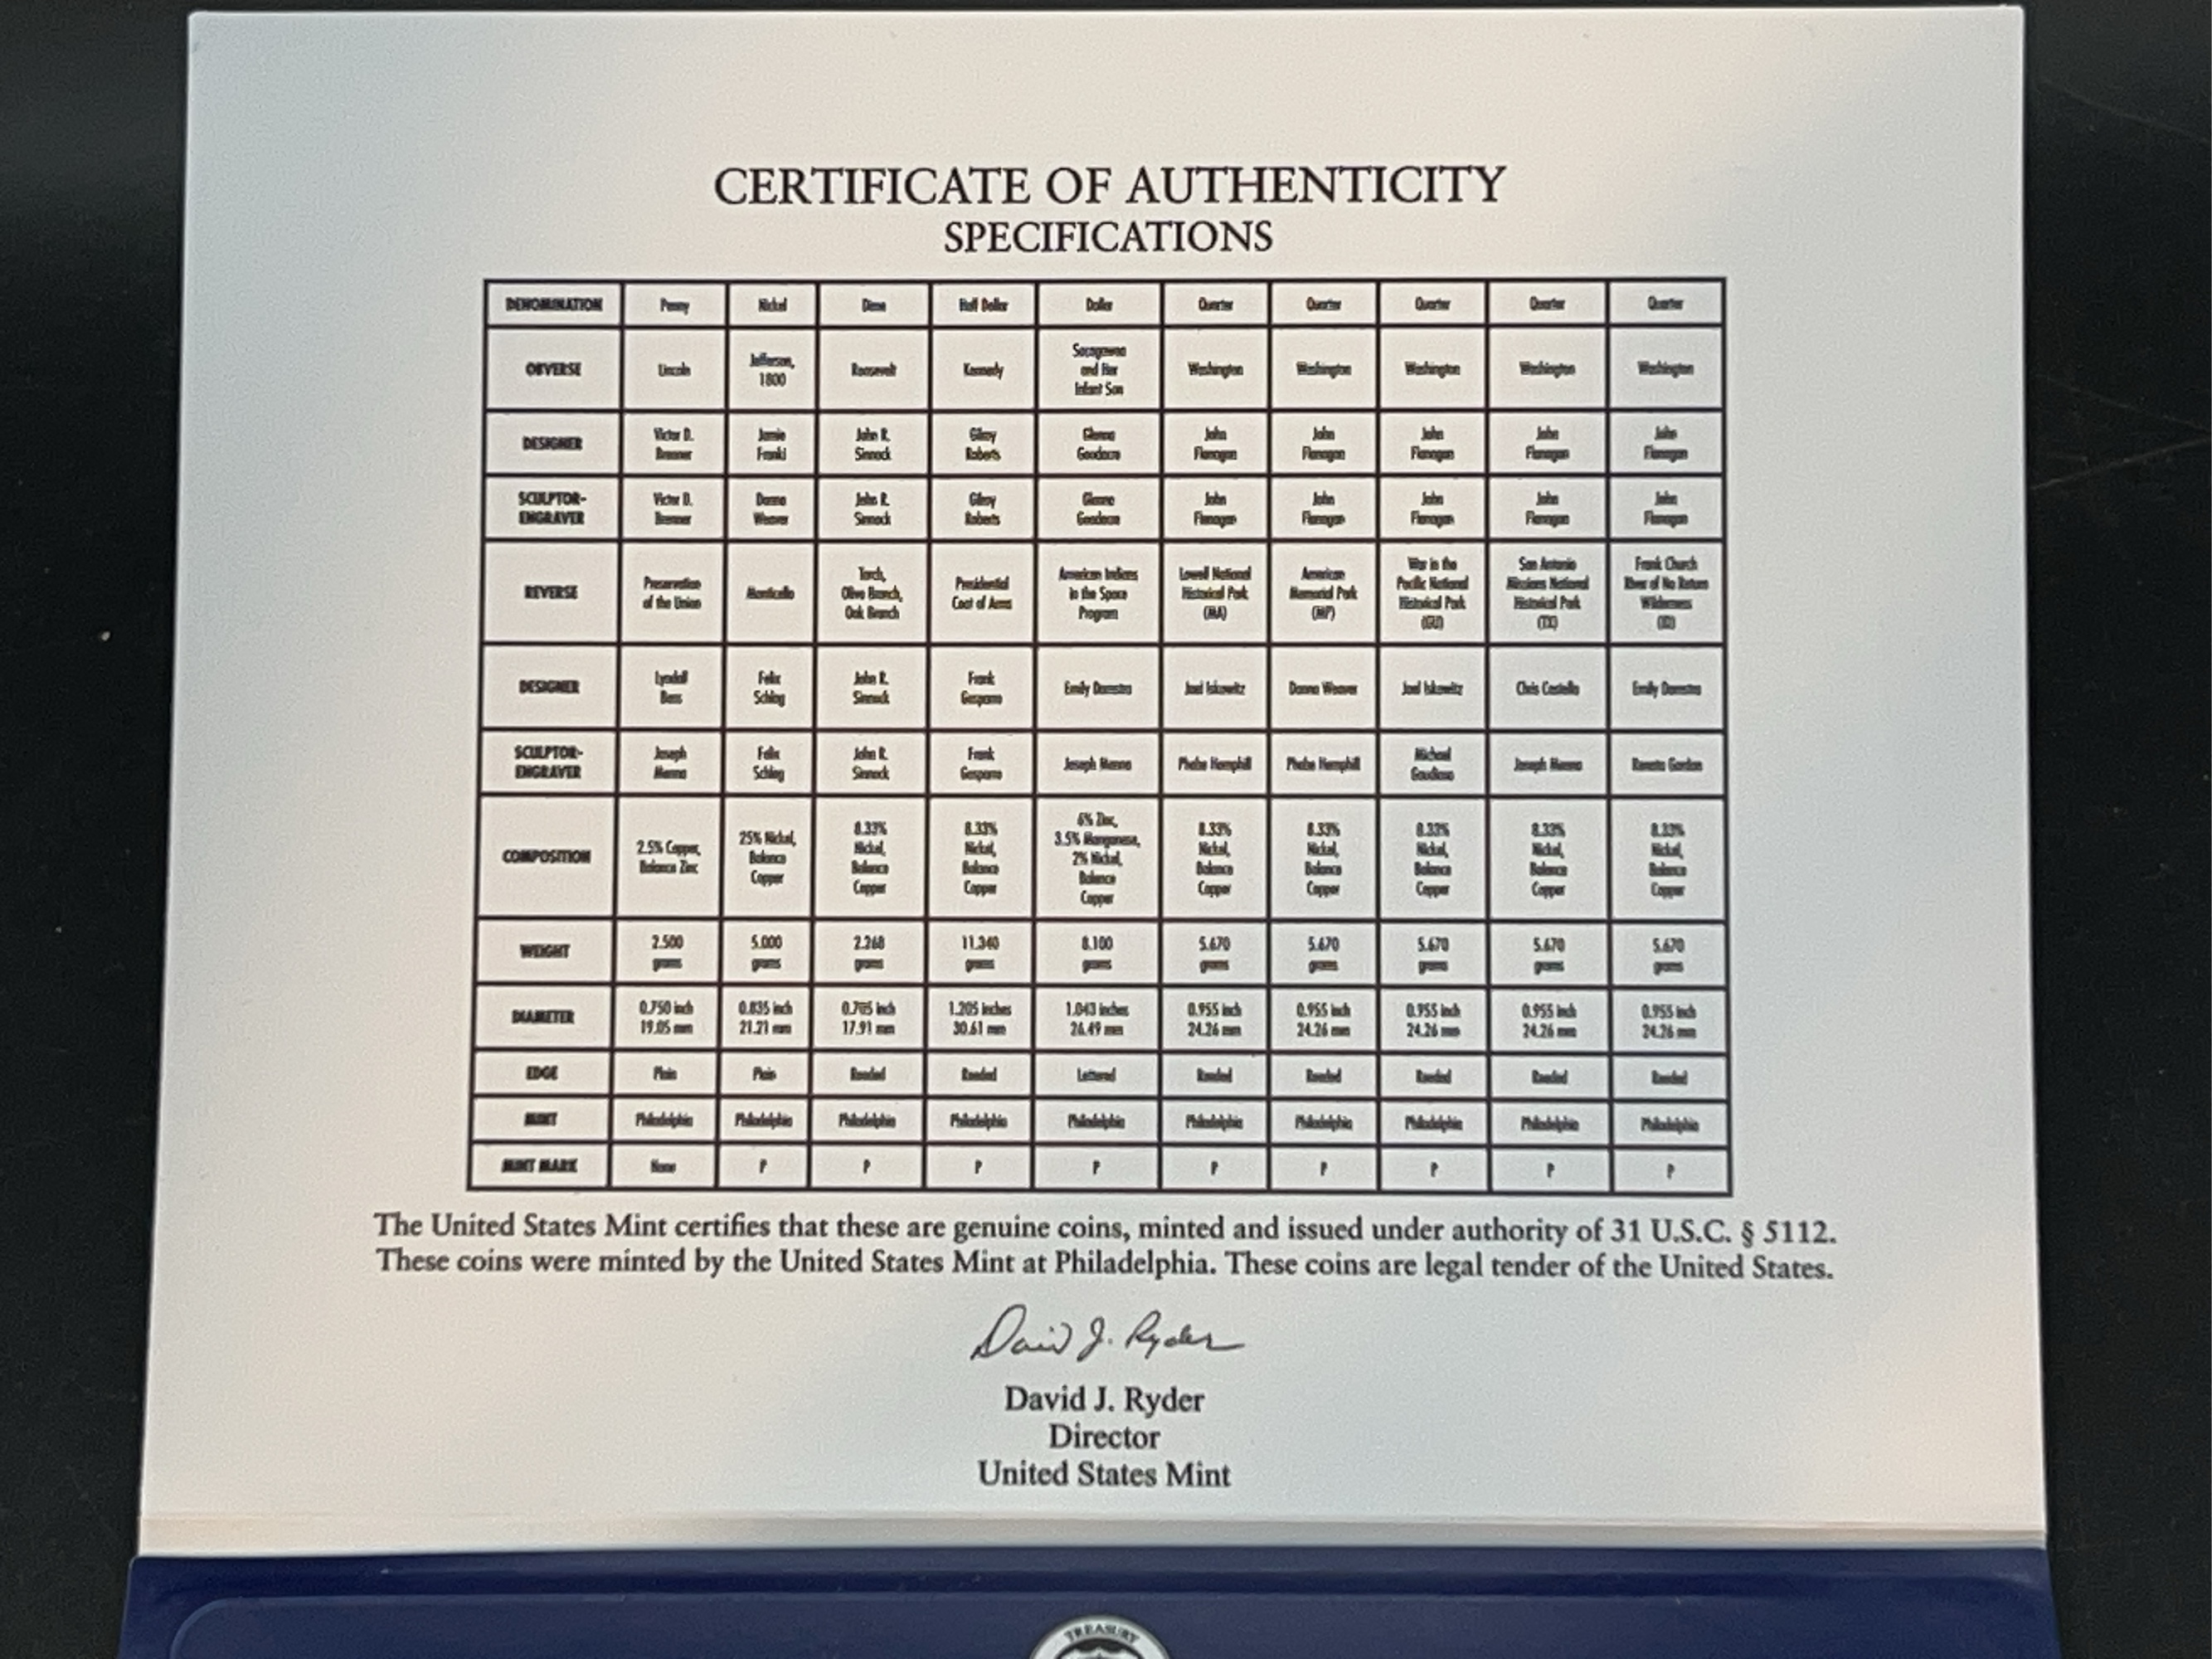 CERTIFICATE OF AUTHENTICITY
SPECIFICATIONS
DENOMINATION Penny Nickel Dime Half Dollar Dollar Quarter Quarter Quarter Quarter Quarter
OBVERSE Lincoln Jefferson, 1800 Roosevelt Kennedy Sacagawea and Her Infant Son Washington Washington Washington Washington Washington
DESIGNER Victor D. Brenner Jamie Franki John R. Sinnock Gilroy Roberts Glenna Goodacre John Flanagan John Flanagan John Flanagan John Flanagan John Flanagan
SCULPTOR-ENGRAVER Victor D. Brenner Donna Weaver John R. Sinnock Gilroy Roberts Glenna Goodacre John Flanagan John Flanagan John Flanagan John Flanagan John Flanagan
REVERSE Preservation of the Union Monticello Torch, Olive Branch, Oak Branch Presidential Coat of Arms American Indians in the Space Program Lowell National Historical Park (MA) American Memorial Park (MP) War in the Pacific National Historical Park (GU) San Antonio Missions National Historical Park (TX) Frank Church River of No Return Wilderness (ID)
DESIGNER Lyndall Bass Felix Schlag John R. Sinnock Frank Gasparro Emily Damstra Joel Iskowitz Donna Weaver Joel Iskowitz Chris Costello Emily Damstra
SCULPTOR-ENGRAVER Joseph Menna Felix Schlag John R. Sinnock Frank Gasparro Joseph Menna Phebe Hemphill Phebe Hemphill Michael Gaudioso Joseph Menna Renata Gordon
COMPOSITION 2.5% Copper, Balance Zinc 25% Nickel, Balance Copper 8.33% Nickel, Balance Copper 8.33% Nickel, Balance Copper 6% Zinc, 3.5% Manganese, 2% Nickel, Balance Copper 8.33% Nickel, Balance Copper 8.33% Nickel, Balance Copper 8.33% Nickel, Balance Copper 8.33% Nickel, Balance Copper 8.33% Nickel, Balance Copper
WEIGHT 2.500 grams 5.000 grams 2.268 grams 11.340 grams 8.100 grams 5.670 grams 5.670 grams 5.670 grams 5.670 grams 5.670 grams
DIAMETER 0.750 inch 19.05 mm 0.835 inch 21.21 mm 0.705 inch 17.91 mm 1.205 inches 30.61 mm 1.043 inches 26.49 mm 0.955 inch 24.26 mm 0.955 inch 24.26 mm 0.955 inch 24.26 mm 0.955 inch 24.26 mm 0.955 inch 24.26 mm
EDGE Plain Plain Reeded Reeded Lettered Reeded Reeded Reeded Reeded Reeded
MINT Philadelphia Philadelphia Philadelphia Philadelphia Philadelphia Philadelphia Philadelphia Philadelphia Philadelphia Philadelphia
MINT MARK None P P P P P P P P P
The United States Mint certifies that these are genuine coins, minted and issued under authority of 31 U.S.C. § 5112.
These coins were minted by the United States Mint at Philadelphia. These coins are legal tender of the United States.
David J. Ryder
David J. Ryder
Director
United States Mint
TREASURY